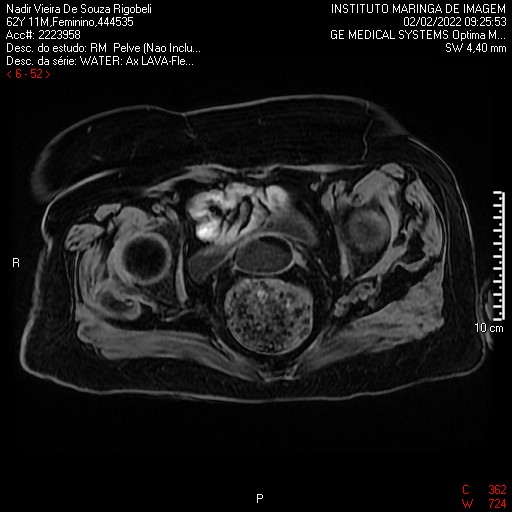 Nadir Vieira De Souza Rigobeli
62Y 11M,Feminino,444535
Acc#: 2223958
Desc. do estudo: RM Pelve (Nao Inclu...
Desc. da série: WATER: Ax LAVA-Fle...
< 6 - 52 >
INSTITUTO MARINGA DE IMAGEM
02/02/2022 09:25:53
GE MEDICAL SYSTEMS Optima M...
SW 4,40 mm
R
10 cm
P
C 362
W 724